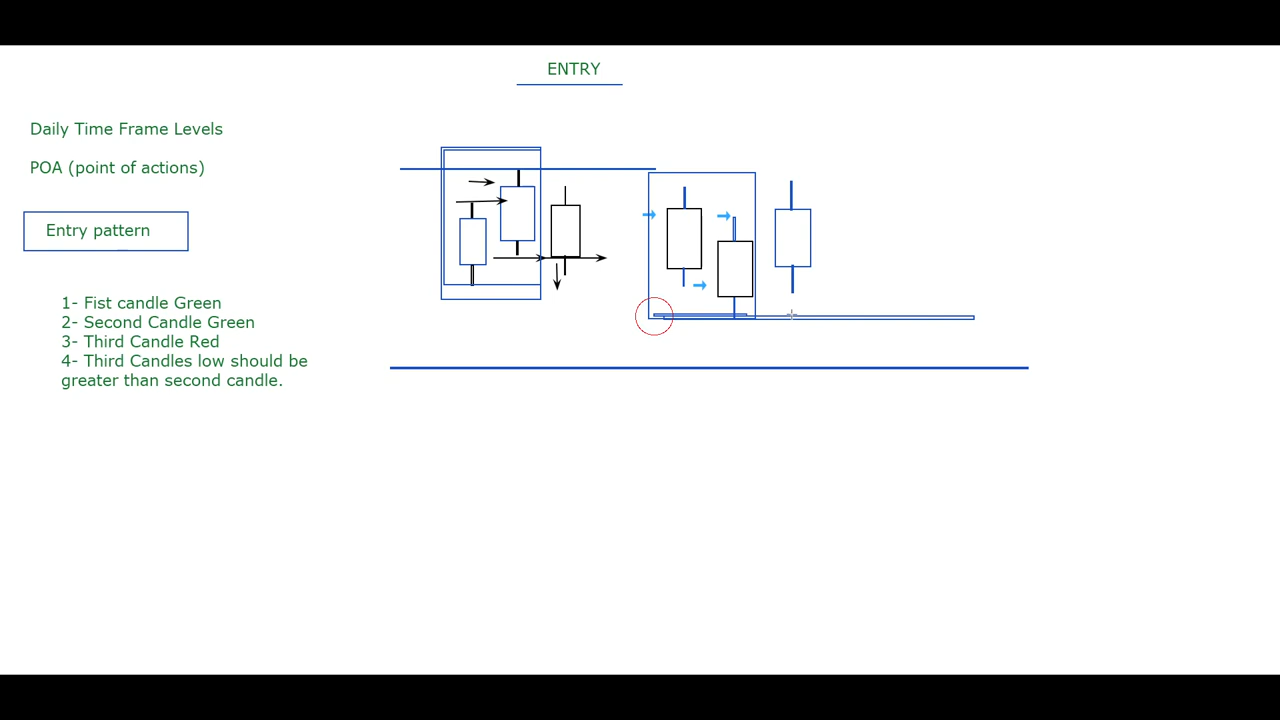 ENTRY
Daily Time Frame Levels
POA (point of actions)
Entry pattern
1- Fist candle Green
2- Second Candle Green
3- Third Candle Red
4- Third Candles low should be
greater than second candle.